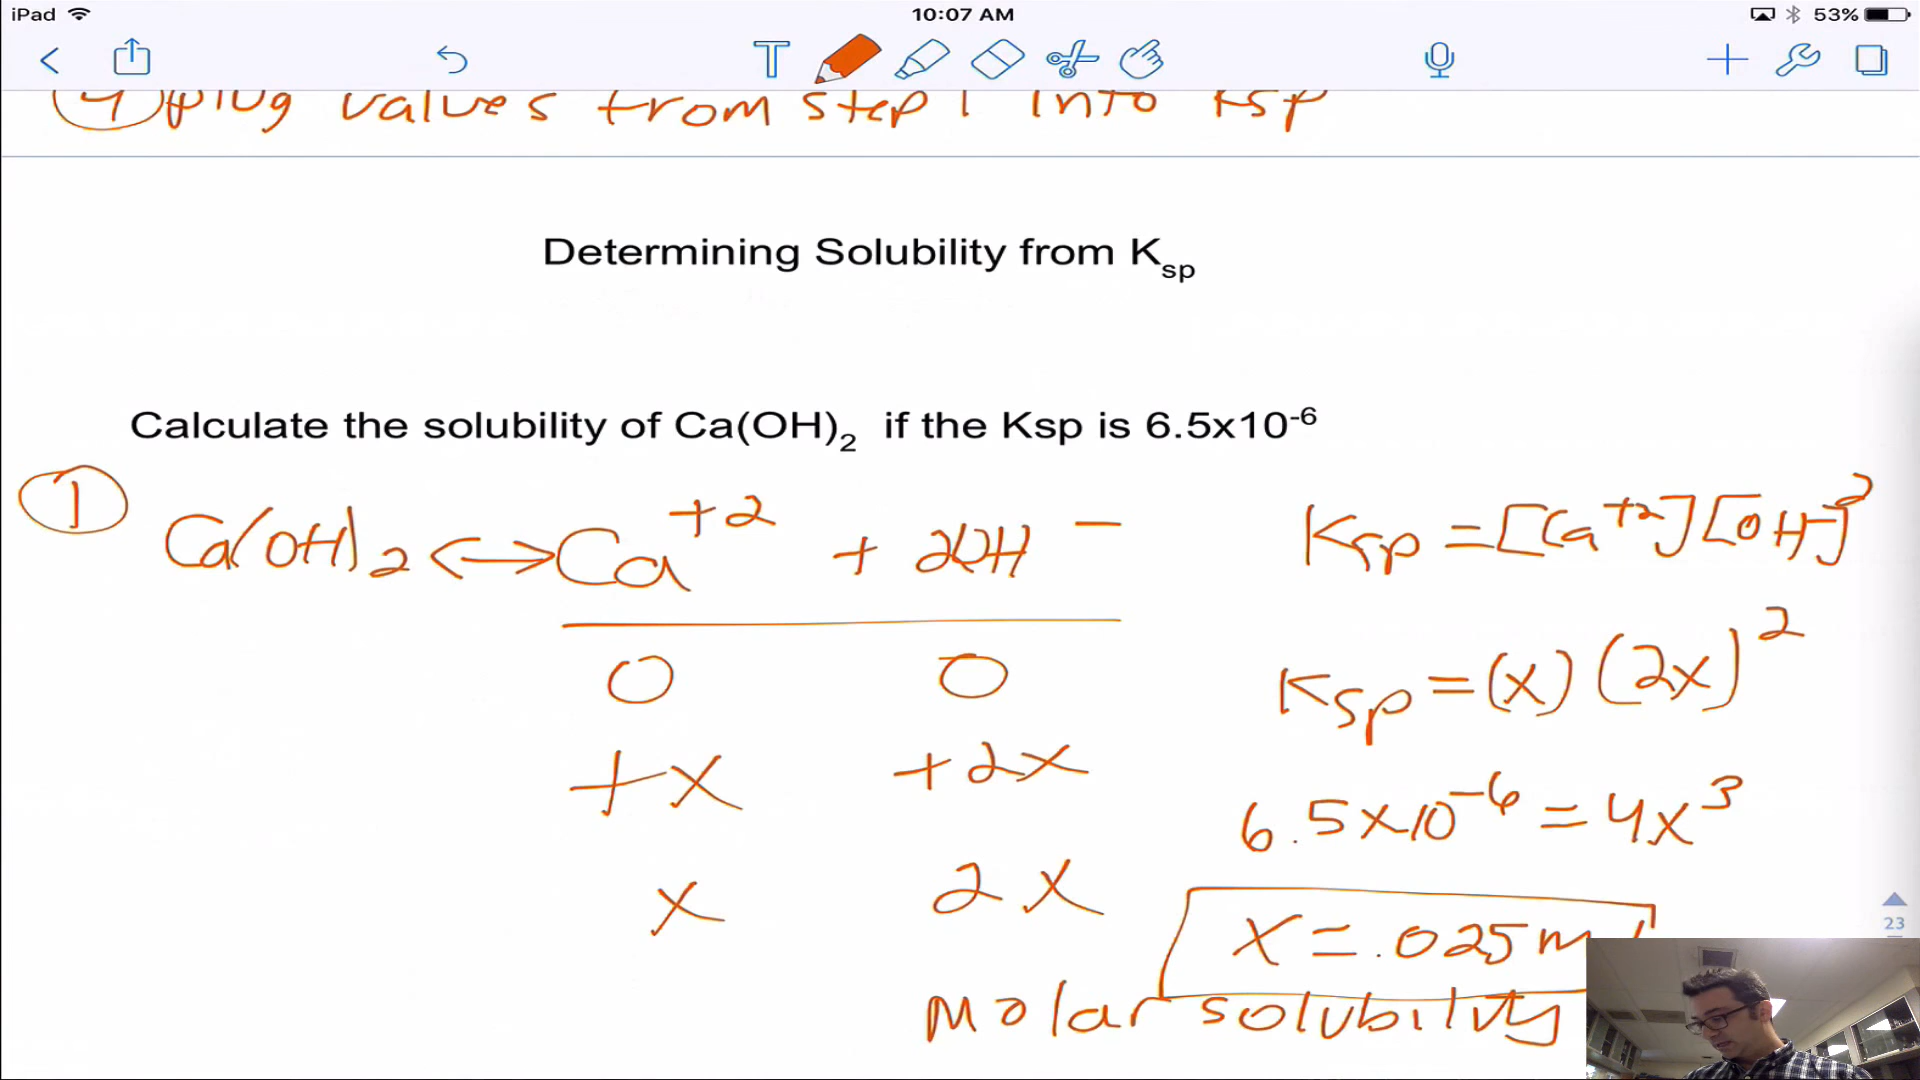 iPad 10:07 AM 53%
T
4) plug values from step 1 into Ksp
Determining Solubility from Ksp
Calculate the solubility of Ca(OH)2 if the Ksp is 6.5x10-6
① Ca(OH)2 <-> Ca+2 + 2OH−
0 0
+x +2x
x 2x
Ksp = [Ca+2][OH−]2
Ksp = (x) (2x)2
6.5x10−6 = 4x3
x = .025 m
molar solubility
23